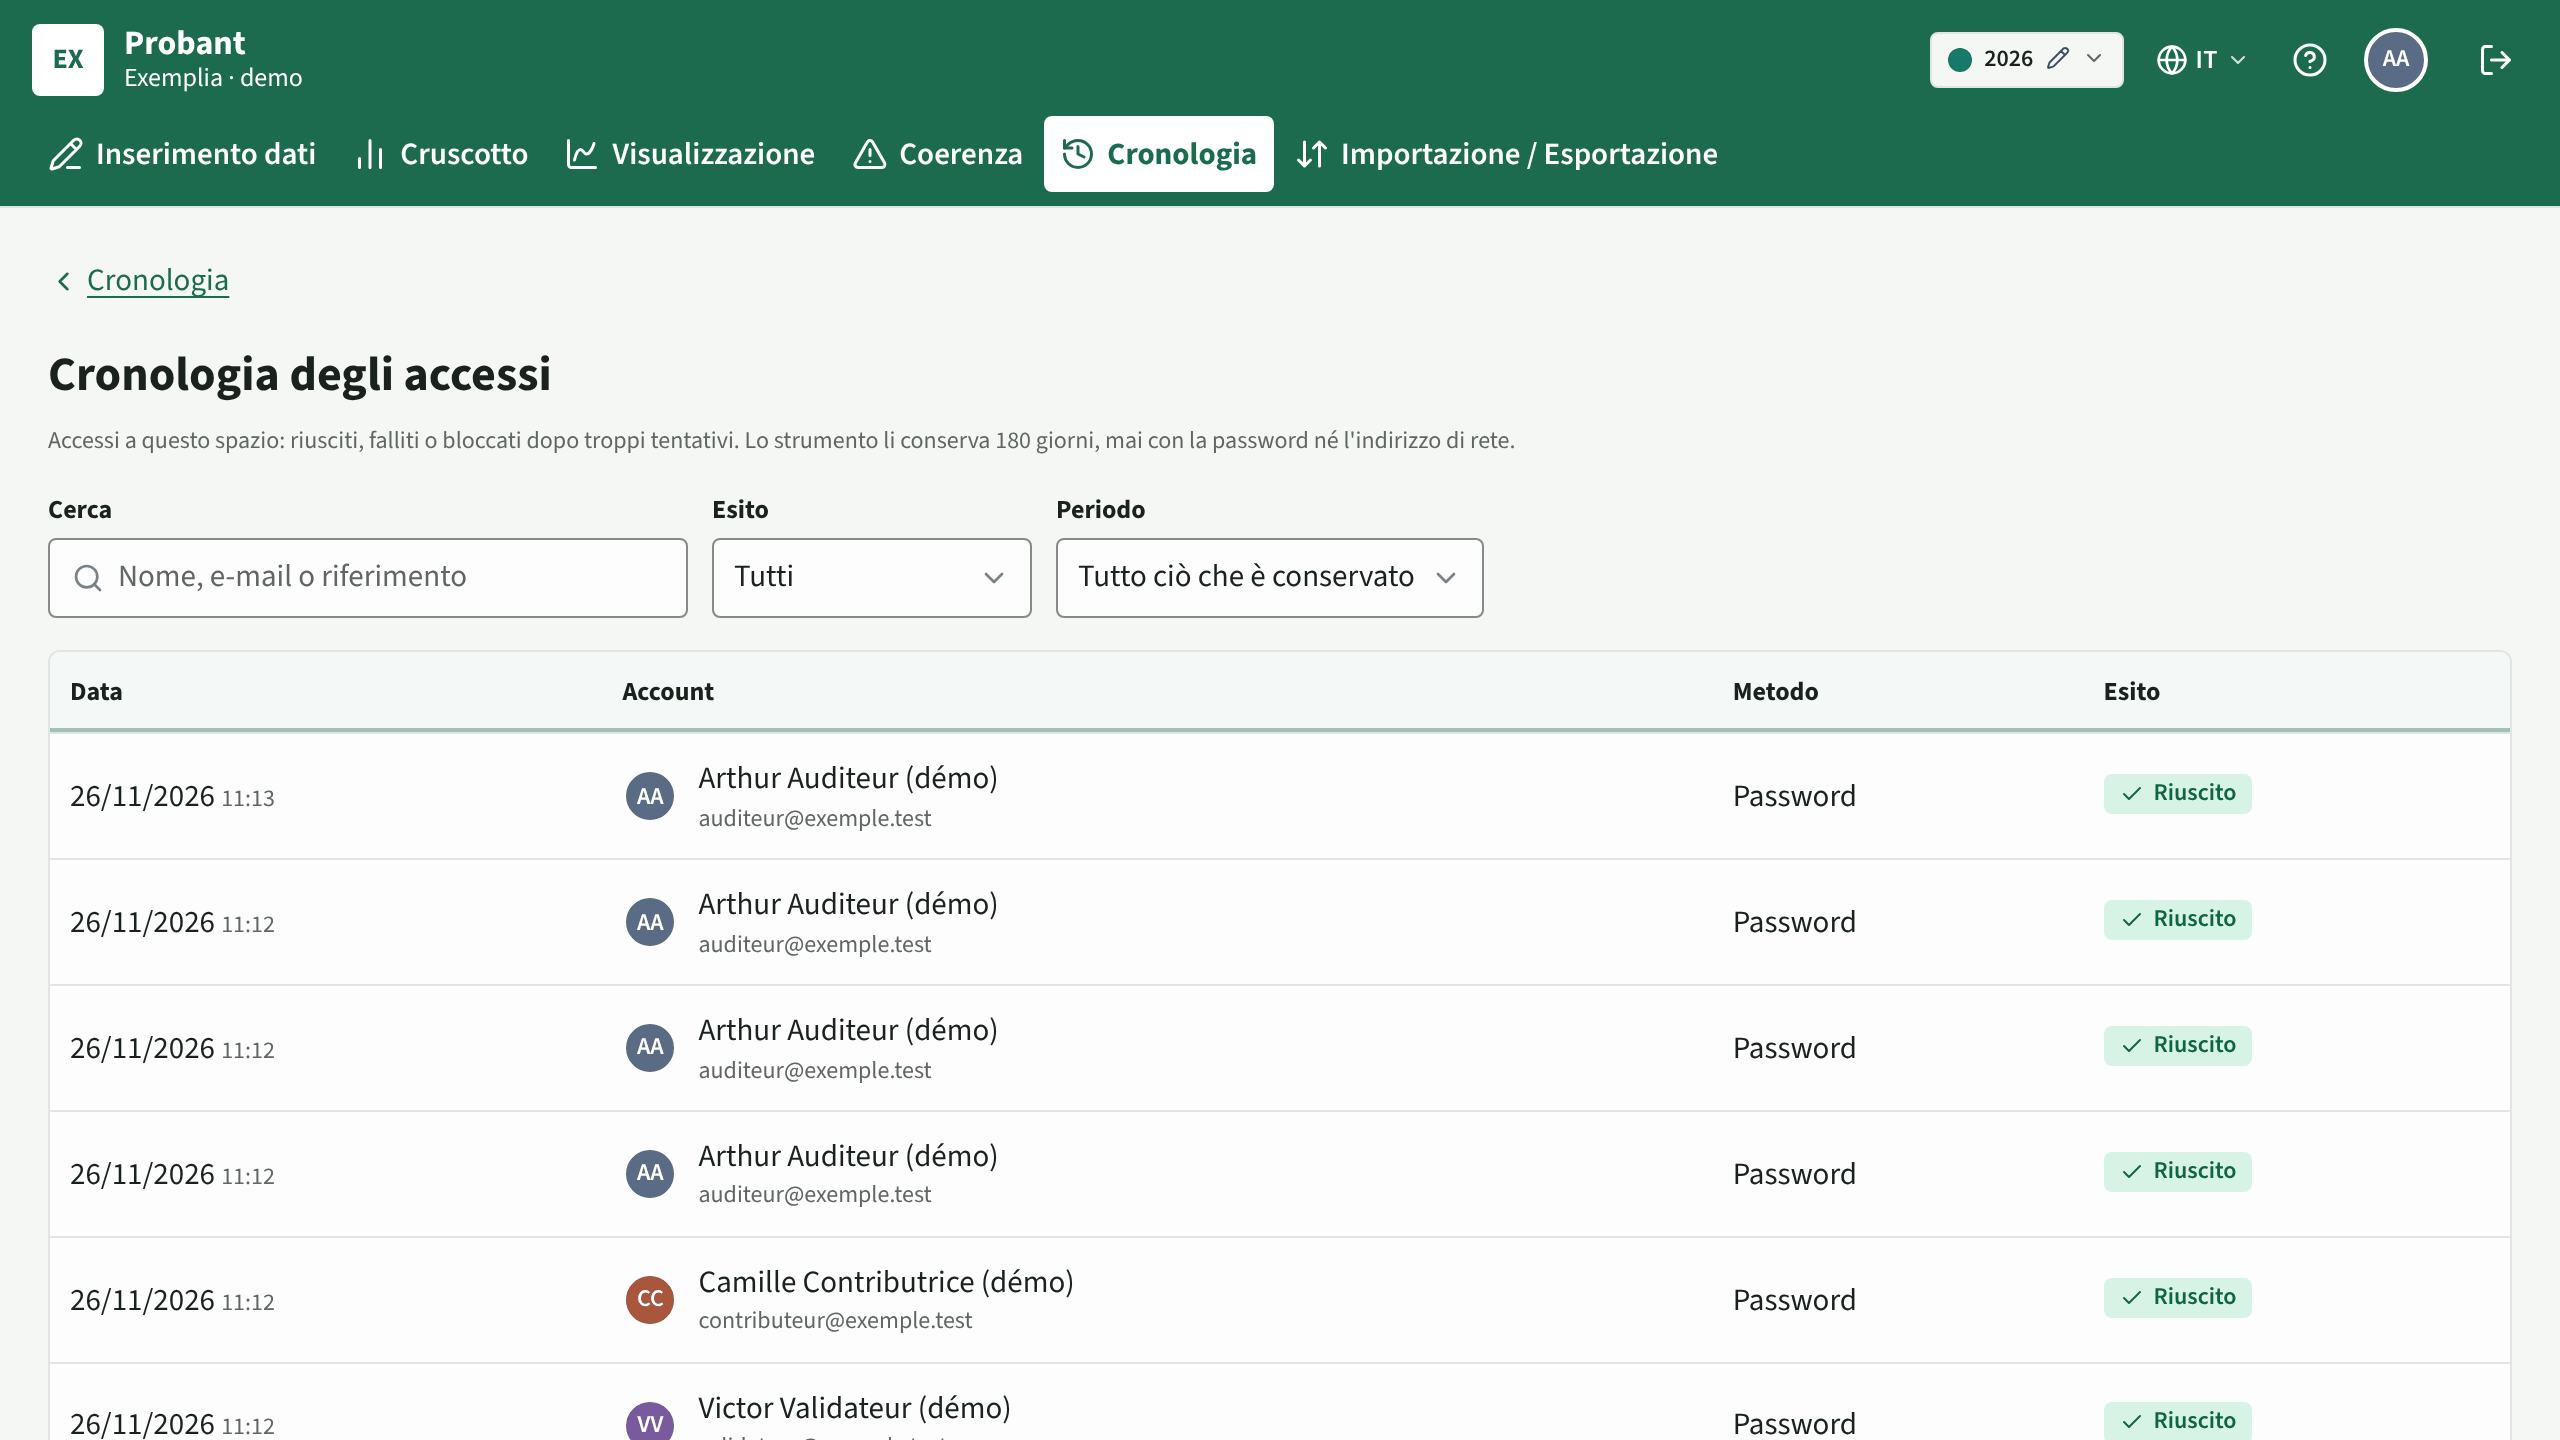 EX
Probant
Exemplia · demo
2026
IT
AA
Inserimento dati
Cruscotto
Visualizzazione
Coerenza
Cronologia
Importazione / Esportazione
Cronologia
Cronologia degli accessi
Accessi a questo spazio: riusciti, falliti o bloccati dopo troppi tentativi. Lo strumento li conserva 180 giorni, mai con la password né l'indirizzo di rete.
Cerca
Esito
Periodo
Nome, e-mail o riferimento
Tutti
Tutto ciò che è conservato
Data
Account
Metodo
Esito
26/11/2026 11:13
AA
Arthur Auditeur (démo)
auditeur@exemple.test
Password
Riuscito
26/11/2026 11:12
AA
Arthur Auditeur (démo)
auditeur@exemple.test
Password
Riuscito
26/11/2026 11:12
AA
Arthur Auditeur (démo)
auditeur@exemple.test
Password
Riuscito
26/11/2026 11:12
AA
Arthur Auditeur (démo)
auditeur@exemple.test
Password
Riuscito
26/11/2026 11:12
CC
Camille Contributrice (démo)
contributeur@exemple.test
Password
Riuscito
26/11/2026 11:12
VV
Victor Validateur (démo)
Password
Riuscito